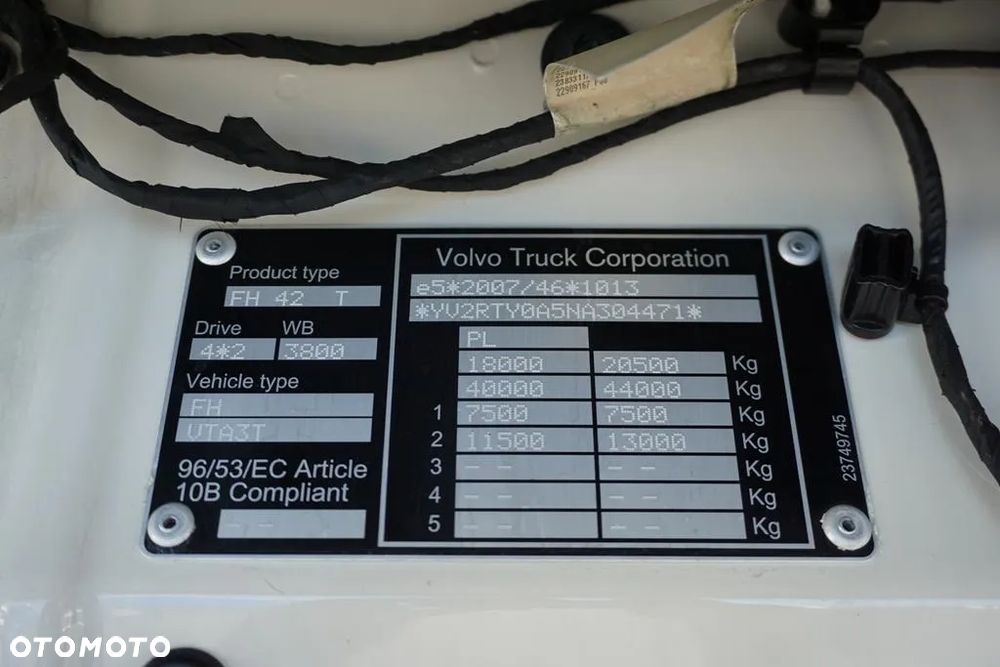 22909167
Volvo Truck Corporation
Product type
FH 42 T
e5*2007/46*1013
*YV2RTY0A5NA304471*
Drive WB
4*2 3800
PL
18000 20500 Kg
Vehicle type
40000 44000 Kg
FH
1 7500 7500 Kg
VTA3T
2 11500 13000 Kg
96/53/EC Article
10B Compliant
3 -- -- Kg
4 -- -- Kg
-- 
5 -- -- Kg
23749745
OTOMOTO